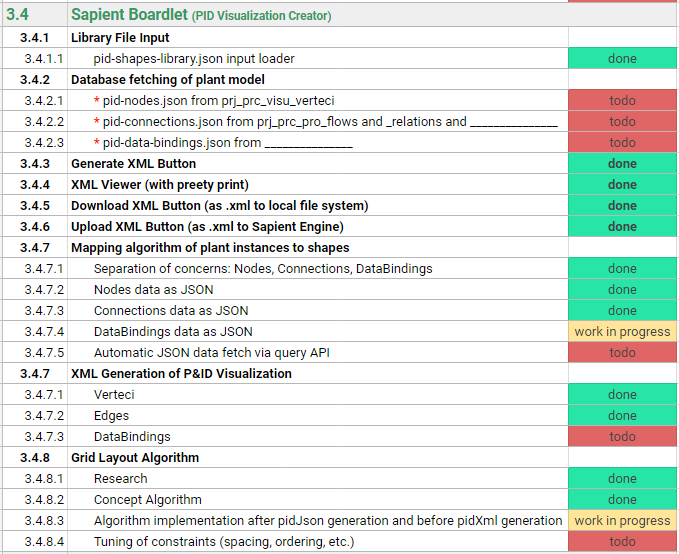 3.4 Sapient Boardlet (PID Visualization Creator)
3.4.1 Library File Input
3.4.1.1 pid-shapes-library.json input loader done
3.4.2 Database fetching of plant model
3.4.2.1 * pid-nodes.json from prj_prc_visu_verteci todo
3.4.2.2 * pid-connections.json from prj_prc_pro_flows and _relations and _______________ todo
3.4.2.3 * pid-data-bindings.json from _______________ todo
3.4.3 Generate XML Button done
3.4.4 XML Viewer (with preety print) done
3.4.5 Download XML Button (as .xml to local file system) done
3.4.6 Upload XML Button (as .xml to Sapient Engine) done
3.4.7 Mapping algorithm of plant instances to shapes
3.4.7.1 Separation of concerns: Nodes, Connections, DataBindings done
3.4.7.2 Nodes data as JSON done
3.4.7.3 Connections data as JSON done
3.4.7.4 DataBindings data as JSON work in progress
3.4.7.5 Automatic JSON data fetch via query API todo
3.4.7 XML Generation of P&ID Visualization
3.4.7.1 Verteci done
3.4.7.2 Edges done
3.4.7.3 DataBindings todo
3.4.8 Grid Layout Algorithm
3.4.8.1 Research done
3.4.8.2 Concept Algorithm done
3.4.8.3 Algorithm implementation after pidJson generation and before pidXml generation work in progress
3.4.8.4 Tuning of constraints (spacing, ordering, etc.) todo